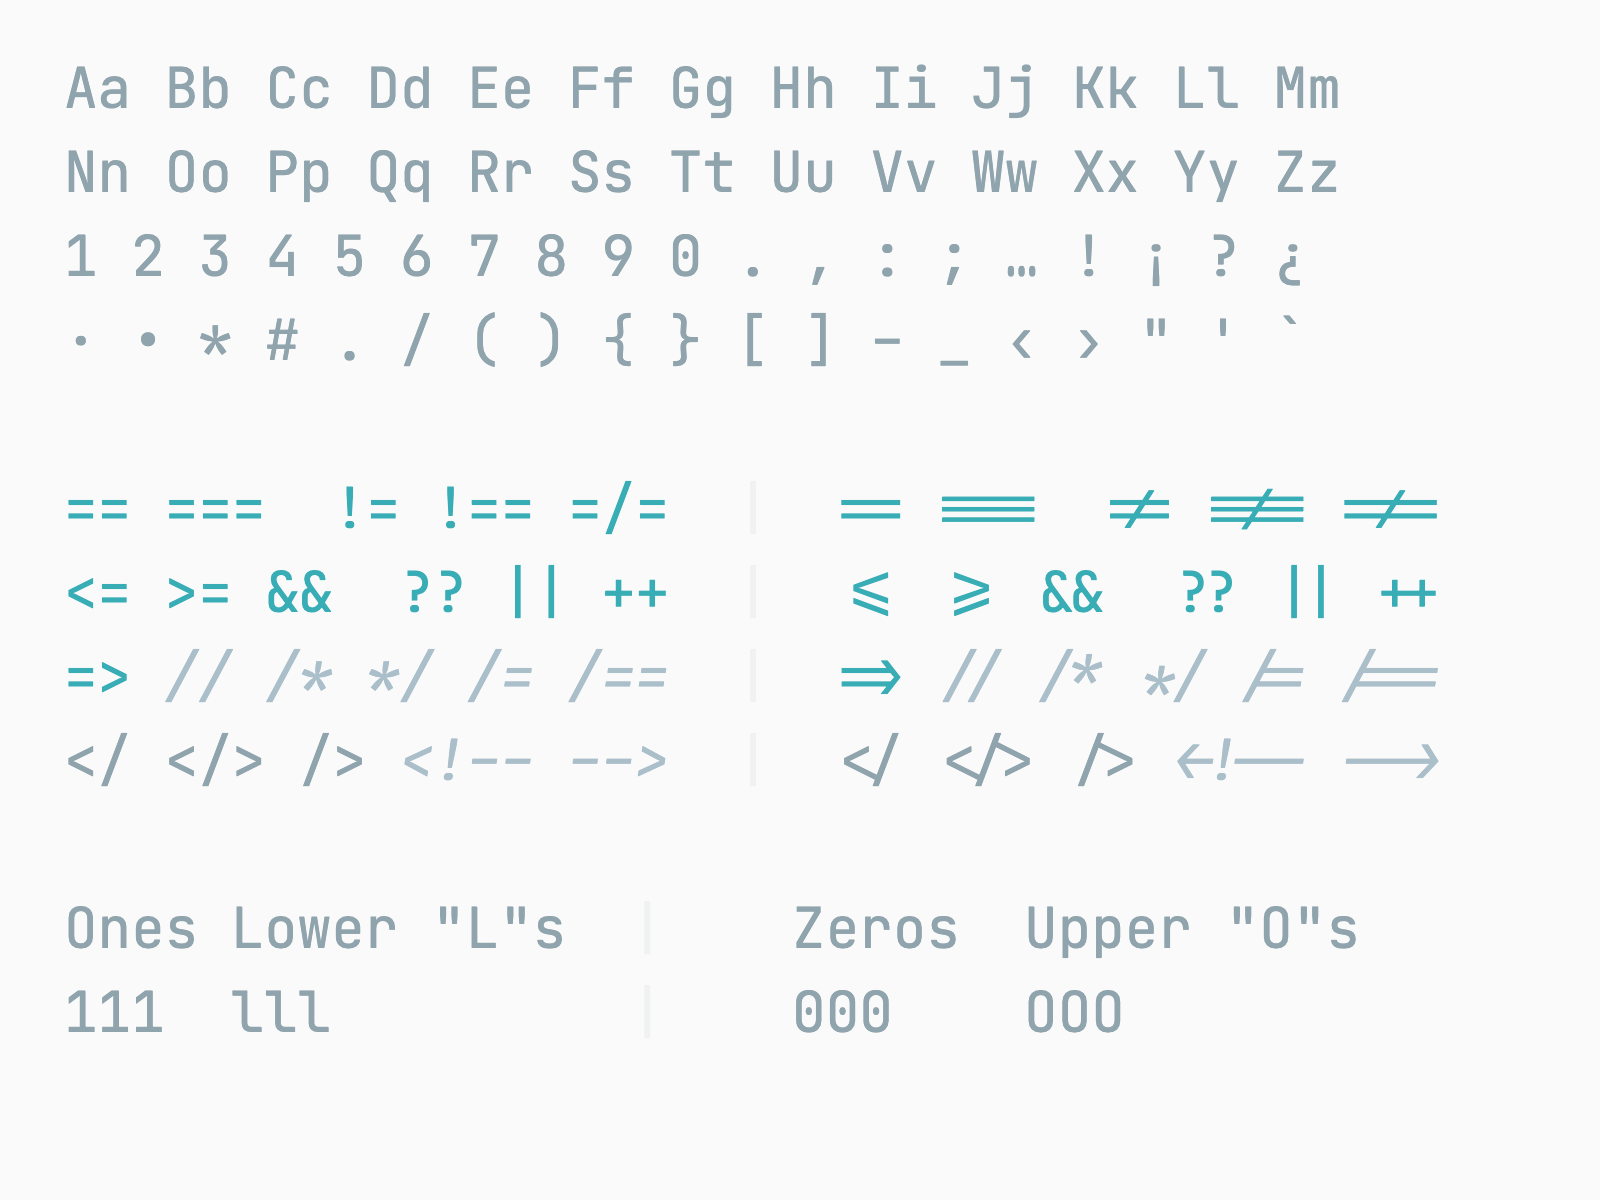 Aa Bb Cc Dd Ee Ff Gg Hh Ii Jj Kk Ll Mm
Nn Oo Pp Qq Rr Ss Tt Uu Vv Ww Xx Yy Zz
1 2 3 4 5 6 7 8 9 0 . , : ; … ! ¡ ? ¿
· • * # . / ( ) { } [ ] - _ ‹ › " ' `
== === != !== =/= | == === != !== =/=
<= >= && ?? || ++ | <= >= && ?? || ++
=> // /* */ /= /== | => // /* */ /= /==
</ </> /> <!-- --> | </ </> /> <!-- -->
Ones Lower "L"s | Zeros Upper "O"s
111 lll | 000 OOO